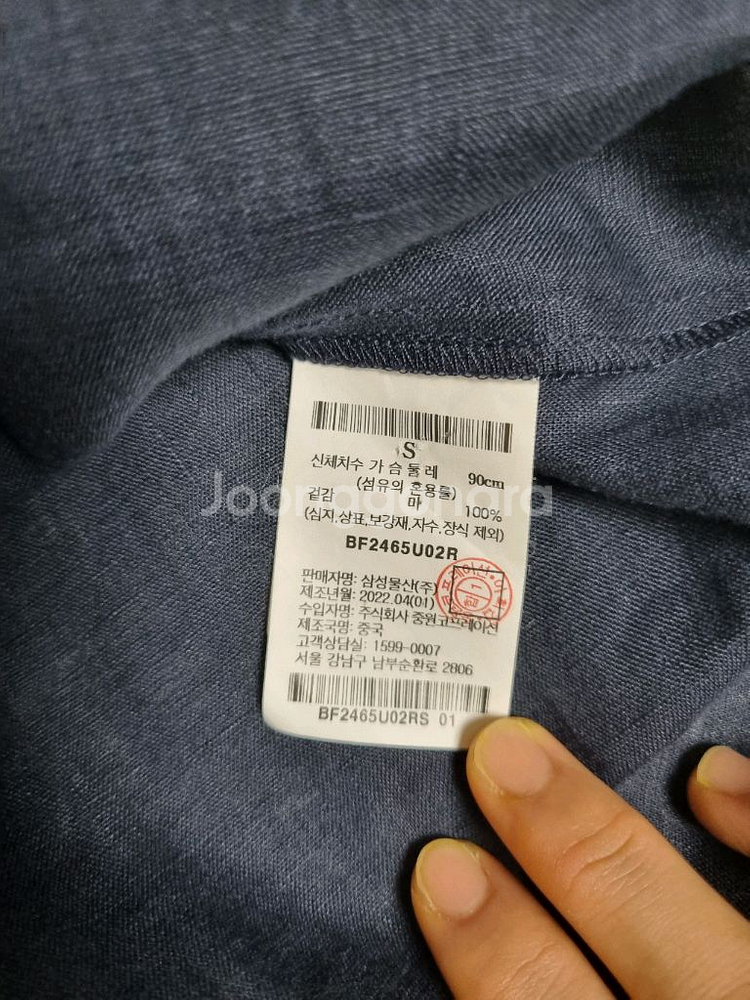 S
신체치수 가슴둘레 90cm
(섬유의 혼용률)
겉감 마 100%
(심지,상표,보강재,자수,장식 제외)
BF2465U02R
판매자명: 삼성물산(주)
제조년월: 2022.04(01)
수입자명: 주식회사 중원코프레이션
제조국명: 중국
고객상담실: 1599-0007
서울 강남구 남부순환로 2806
BF2465U02RS 01
Joonggonara